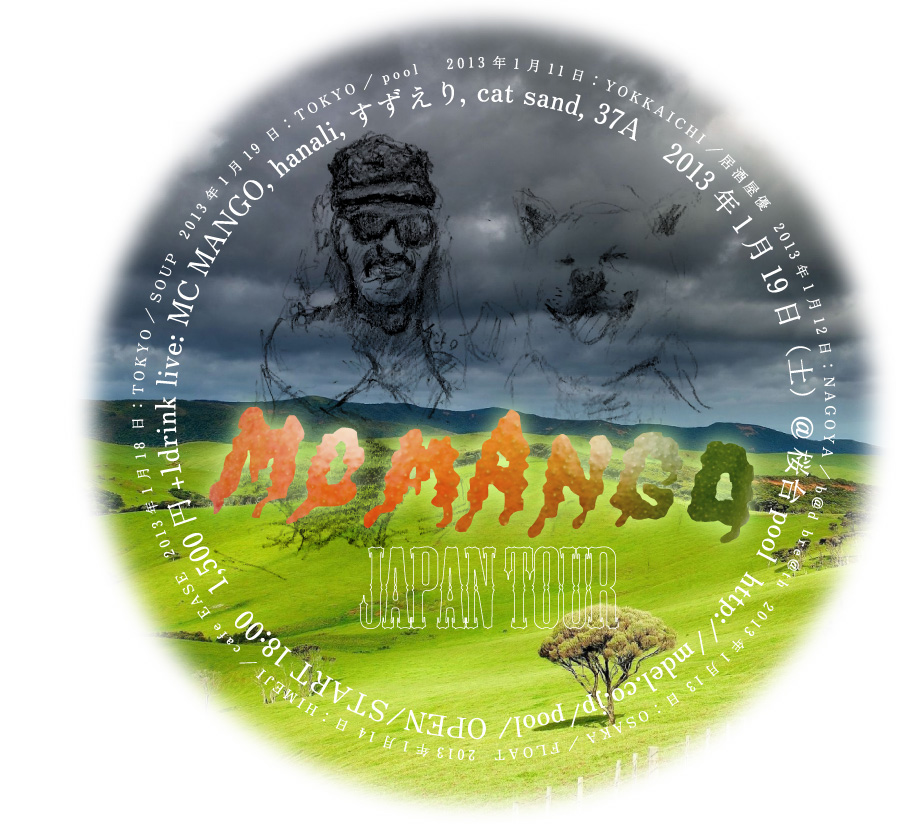 2013年1月11日：YOKKAICHI／居酒屋優 2013年1月12日：NAGOYA／b@d bre@th 2013年1月13日：OSAKA／FLOAT 2013年1月14日：HIMEJI／cafe EASE 2013年1月18日：TOKYO／SOUP 2013年1月19日：TOKYO／pool
2013年1月19日（土）@桜台pool http://mdel.co.jp/pool/ OPEN/START 18:00 1,500円+1drink live: MC MANGO, hanali, すずえり, cat sand, 37A
MC MANGO
JAPAN TOUR